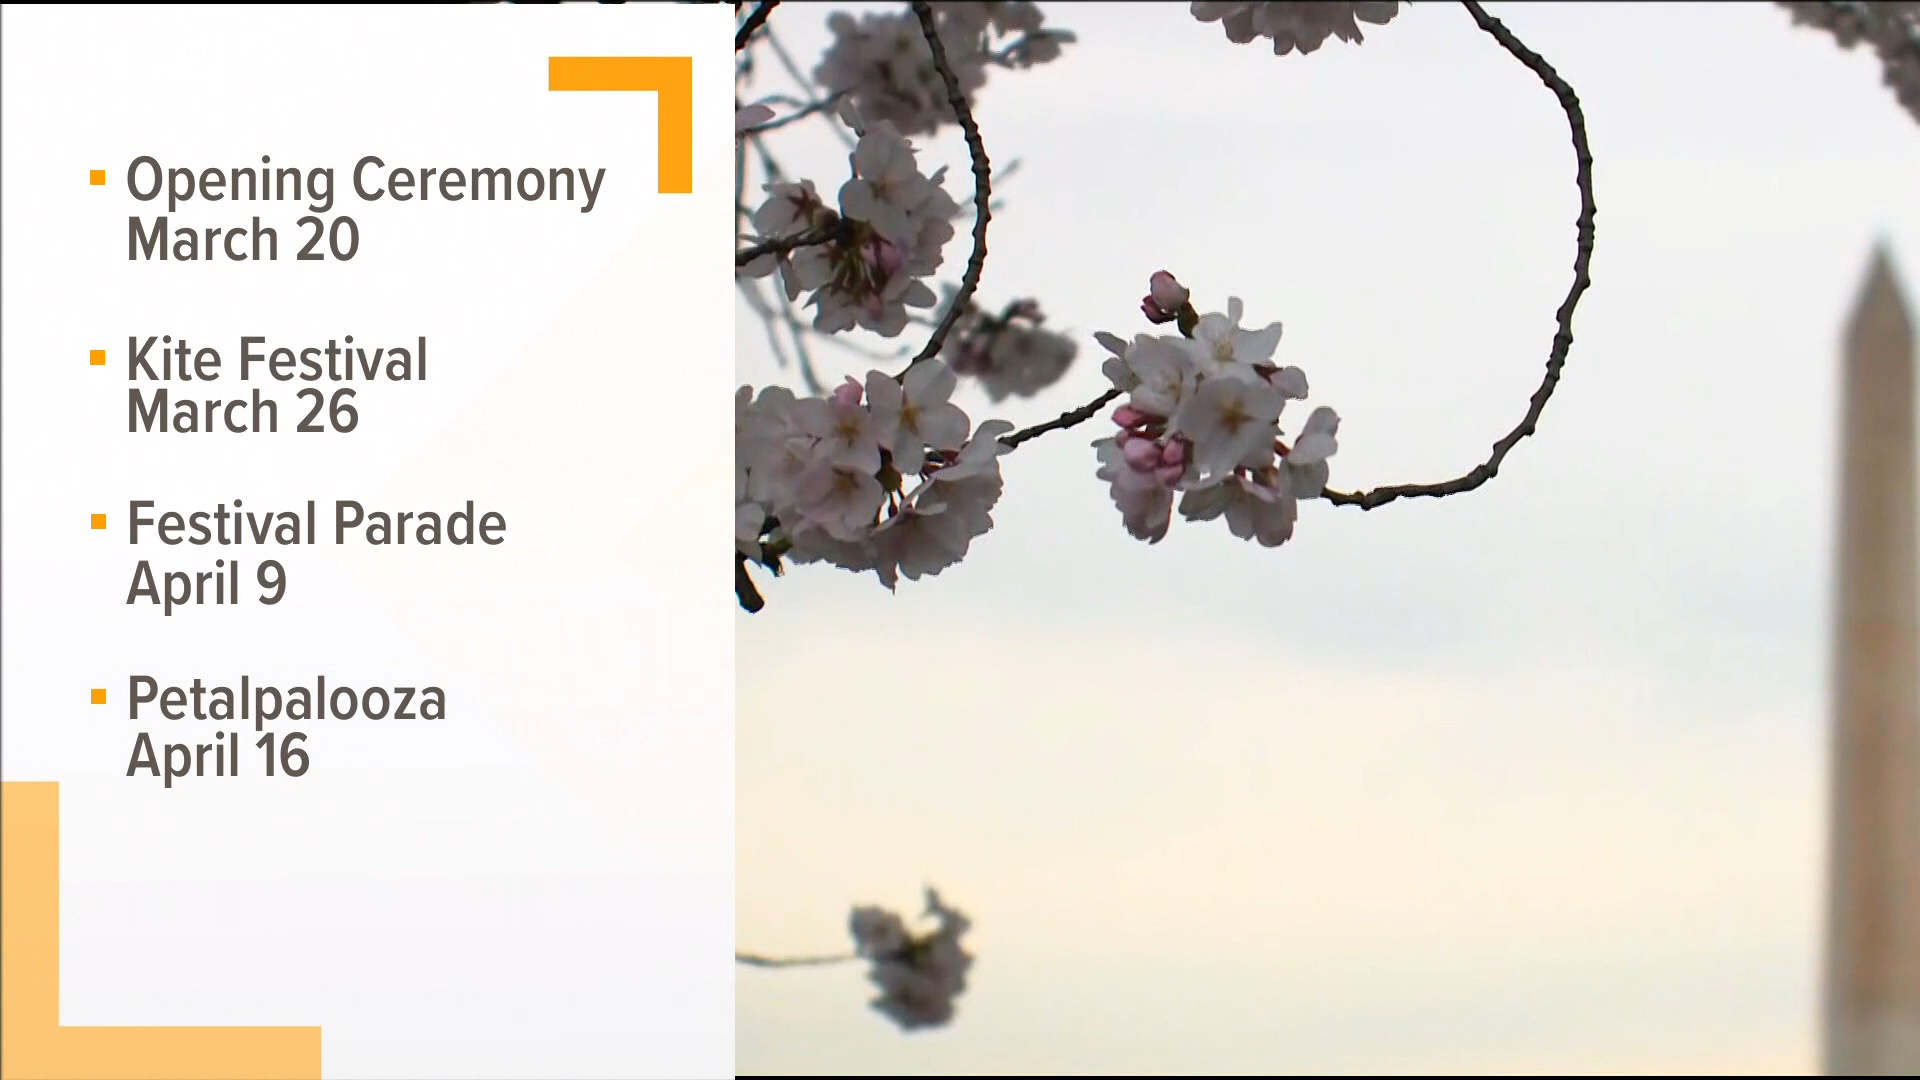 Opening Ceremony
March 20
Kite Festival
March 26
Festival Parade
April 9
Petalpalooza
April 16